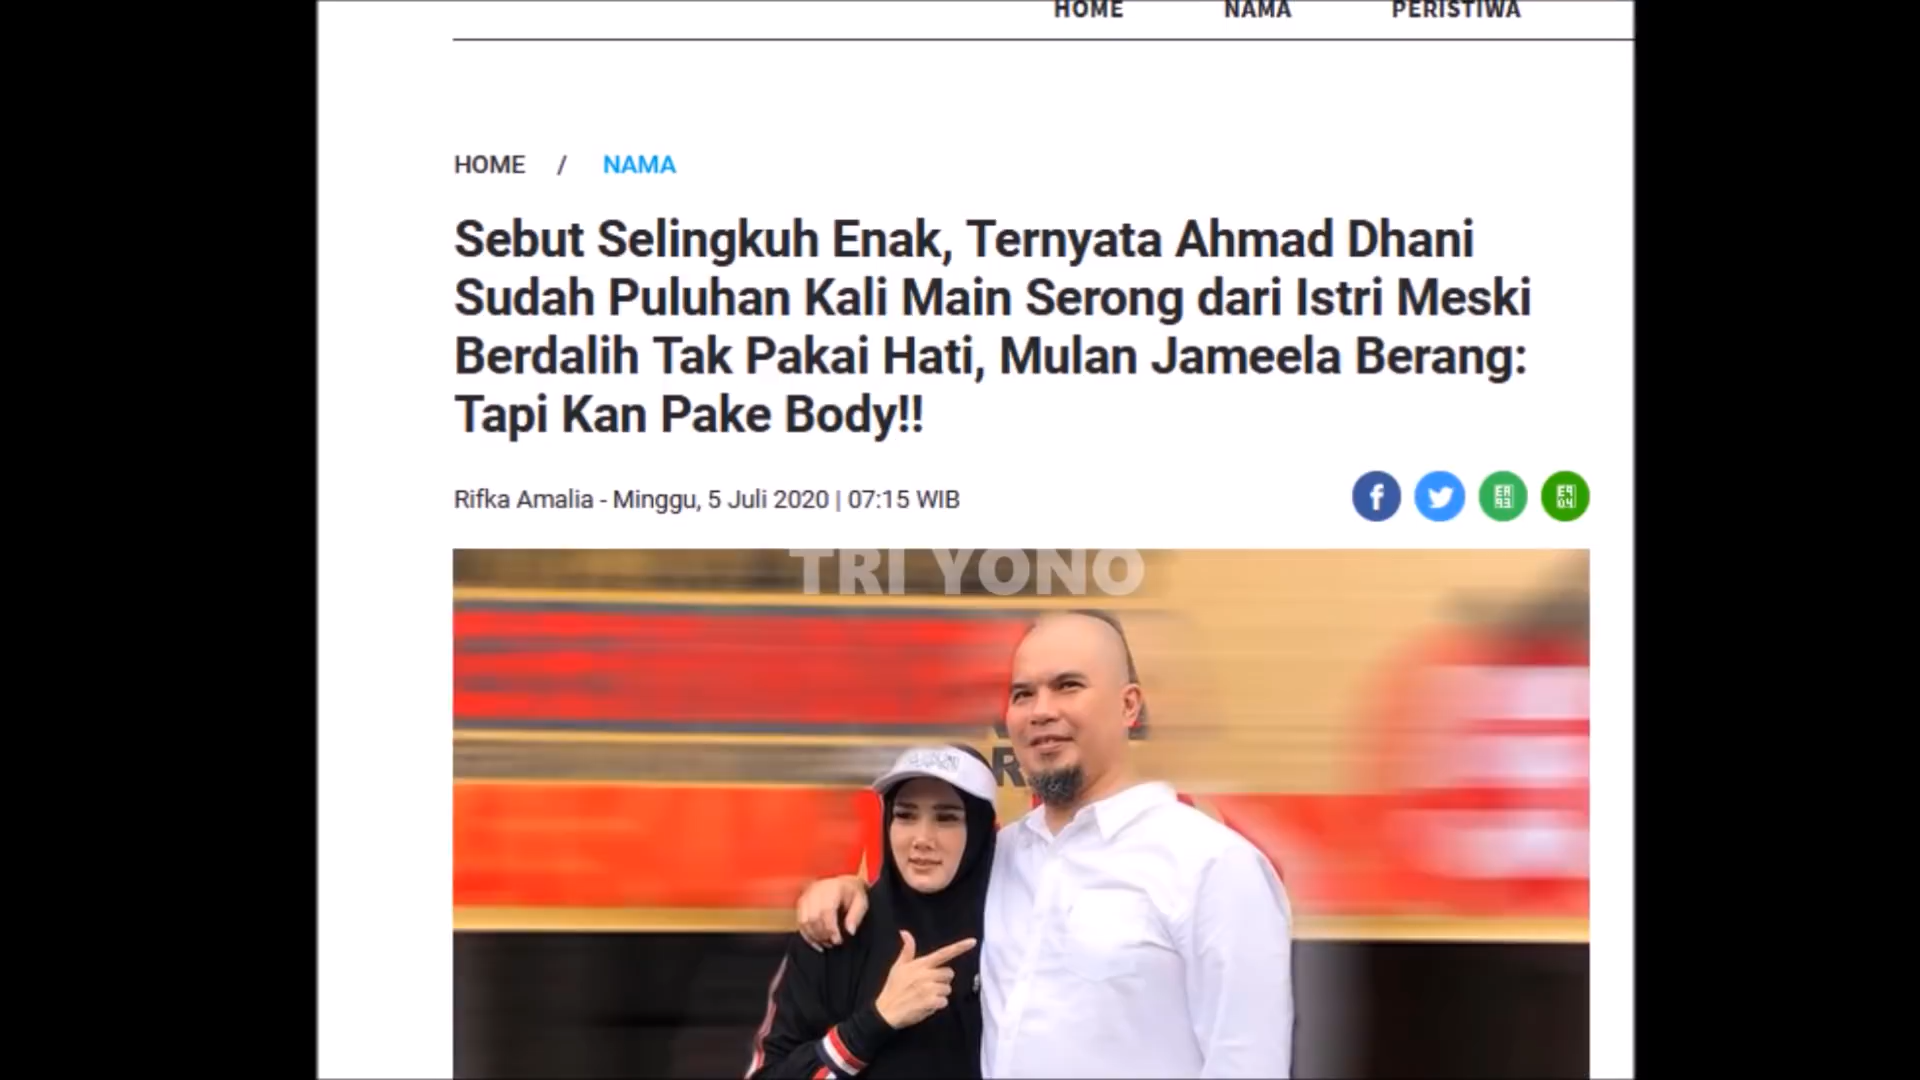 HOME NAMA PERISTIWA
HOME / NAMA
Sebut Selingkuh Enak, Ternyata Ahmad Dhani
Sudah Puluhan Kali Main Serong dari Istri Meski
Berdalih Tak Pakai Hati, Mulan Jameela Berang:
Tapi Kan Pake Body!!
Rifka Amalia - Minggu, 5 Juli 2020 | 07:15 WIB
TRI YONO